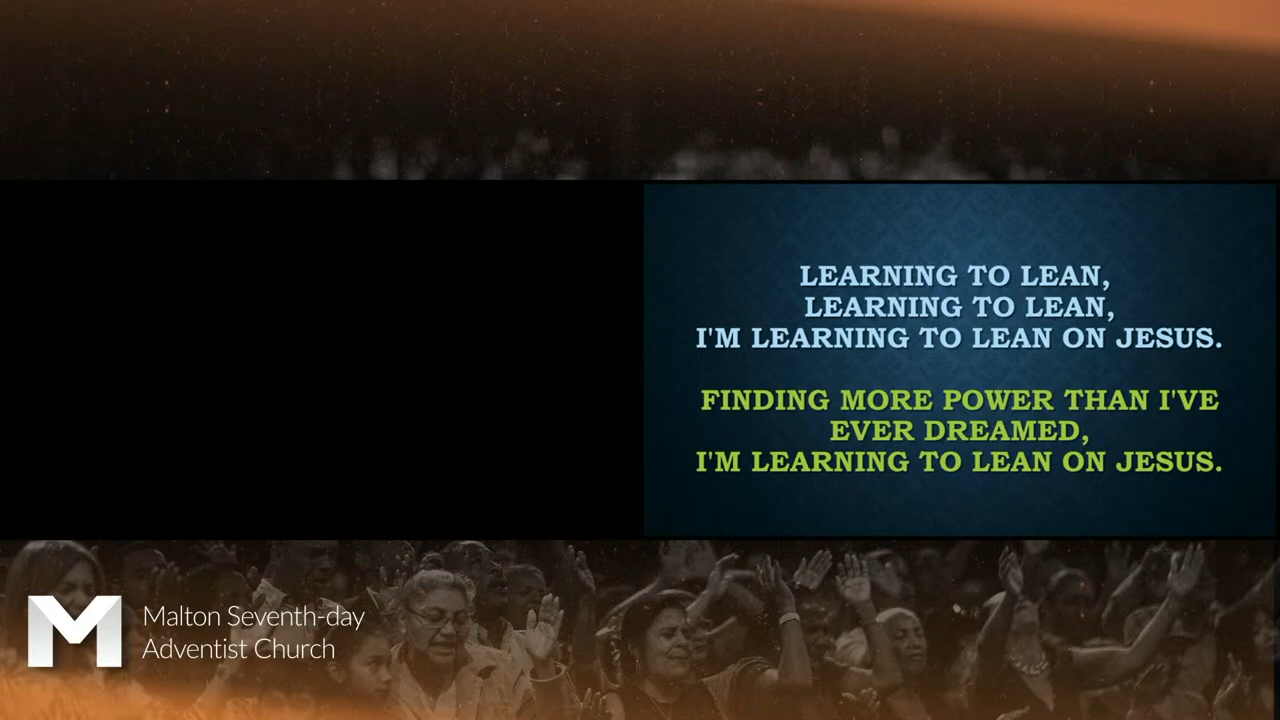 LEARNING TO LEAN,
LEARNING TO LEAN,
I'M LEARNING TO LEAN ON JESUS.
FINDING MORE POWER THAN I'VE
EVER DREAMED,
I'M LEARNING TO LEAN ON JESUS.
M
Malton Seventh-day
Adventist Church